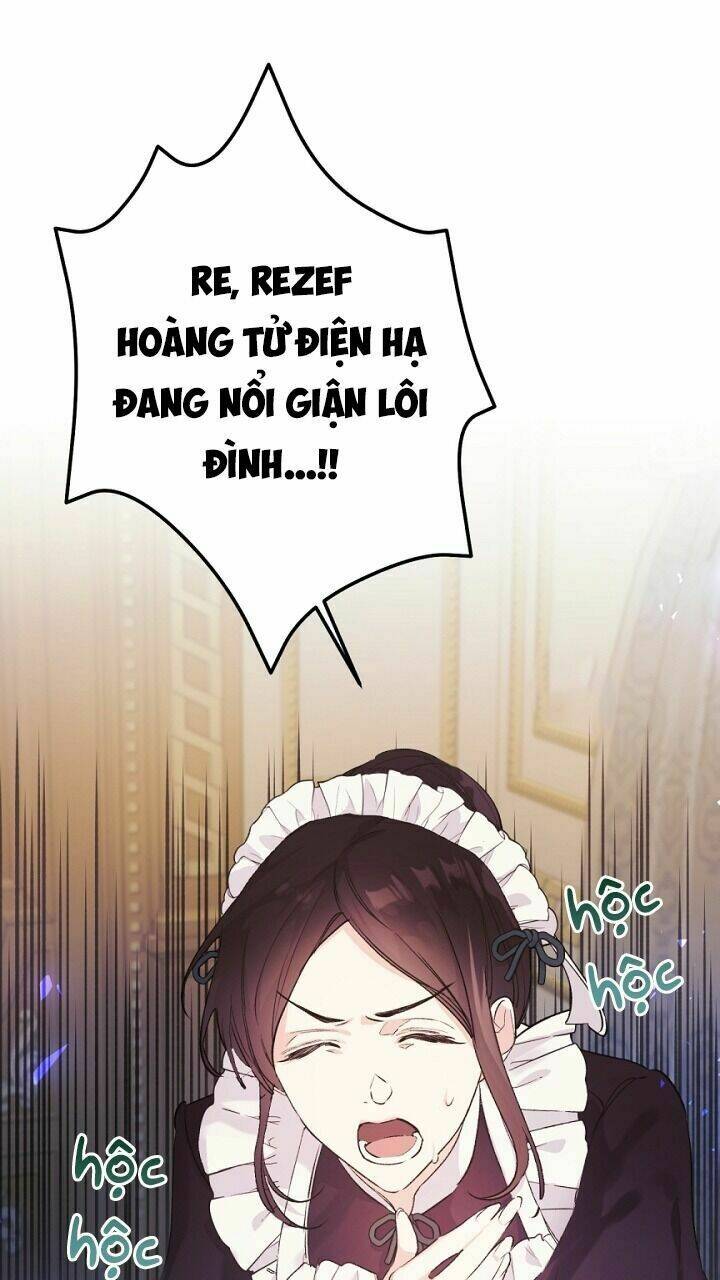 RE, REZEF
HOÀNG TỬ ĐIỆN HẠ
ĐANG NỔI GIẬN LÔI
ĐÌNH...!!
hộc
hộc
hộc
hộc